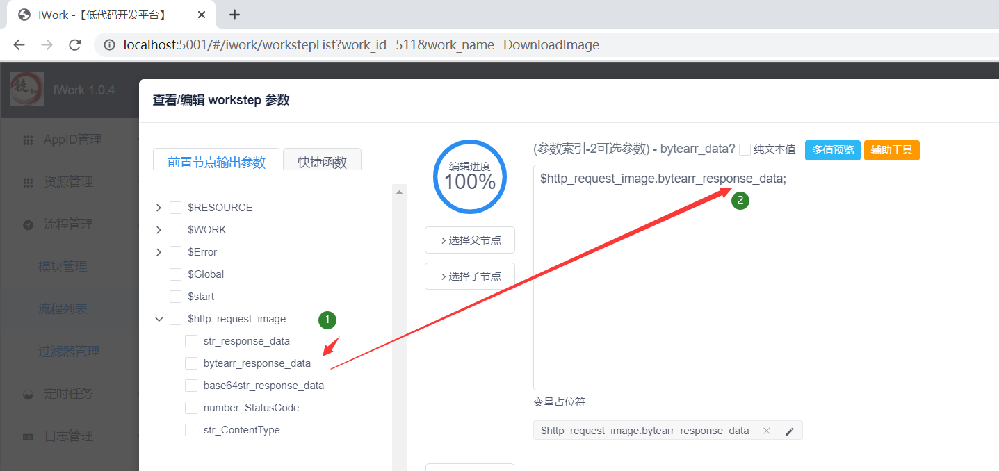 IWork -【低代码开发平台】
localhost:5001/#/iwork/workstepList?work_id=511&work_name=DownloadImage
IWork 1.0.4
AppID管理
资源管理
流程管理
模块管理
流程列表
过滤器管理
定时任务
日志管理
查看/编辑 workstep 参数
前置节点输出参数
快捷函数
$RESOURCE
$WORK
$Error
$Global
$start
$http_request_image
1
str_response_data
bytearr_response_data
base64str_response_data
number_StatusCode
str_ContentType
编辑进度
100%
选择父节点
选择子节点
(参数索引-2可选参数) - bytearr_data? 纯文本值 多值预览 辅助工具
$http_request_image.bytearr_response_data;
2
变量占位符
$http_request_image.bytearr_response_data